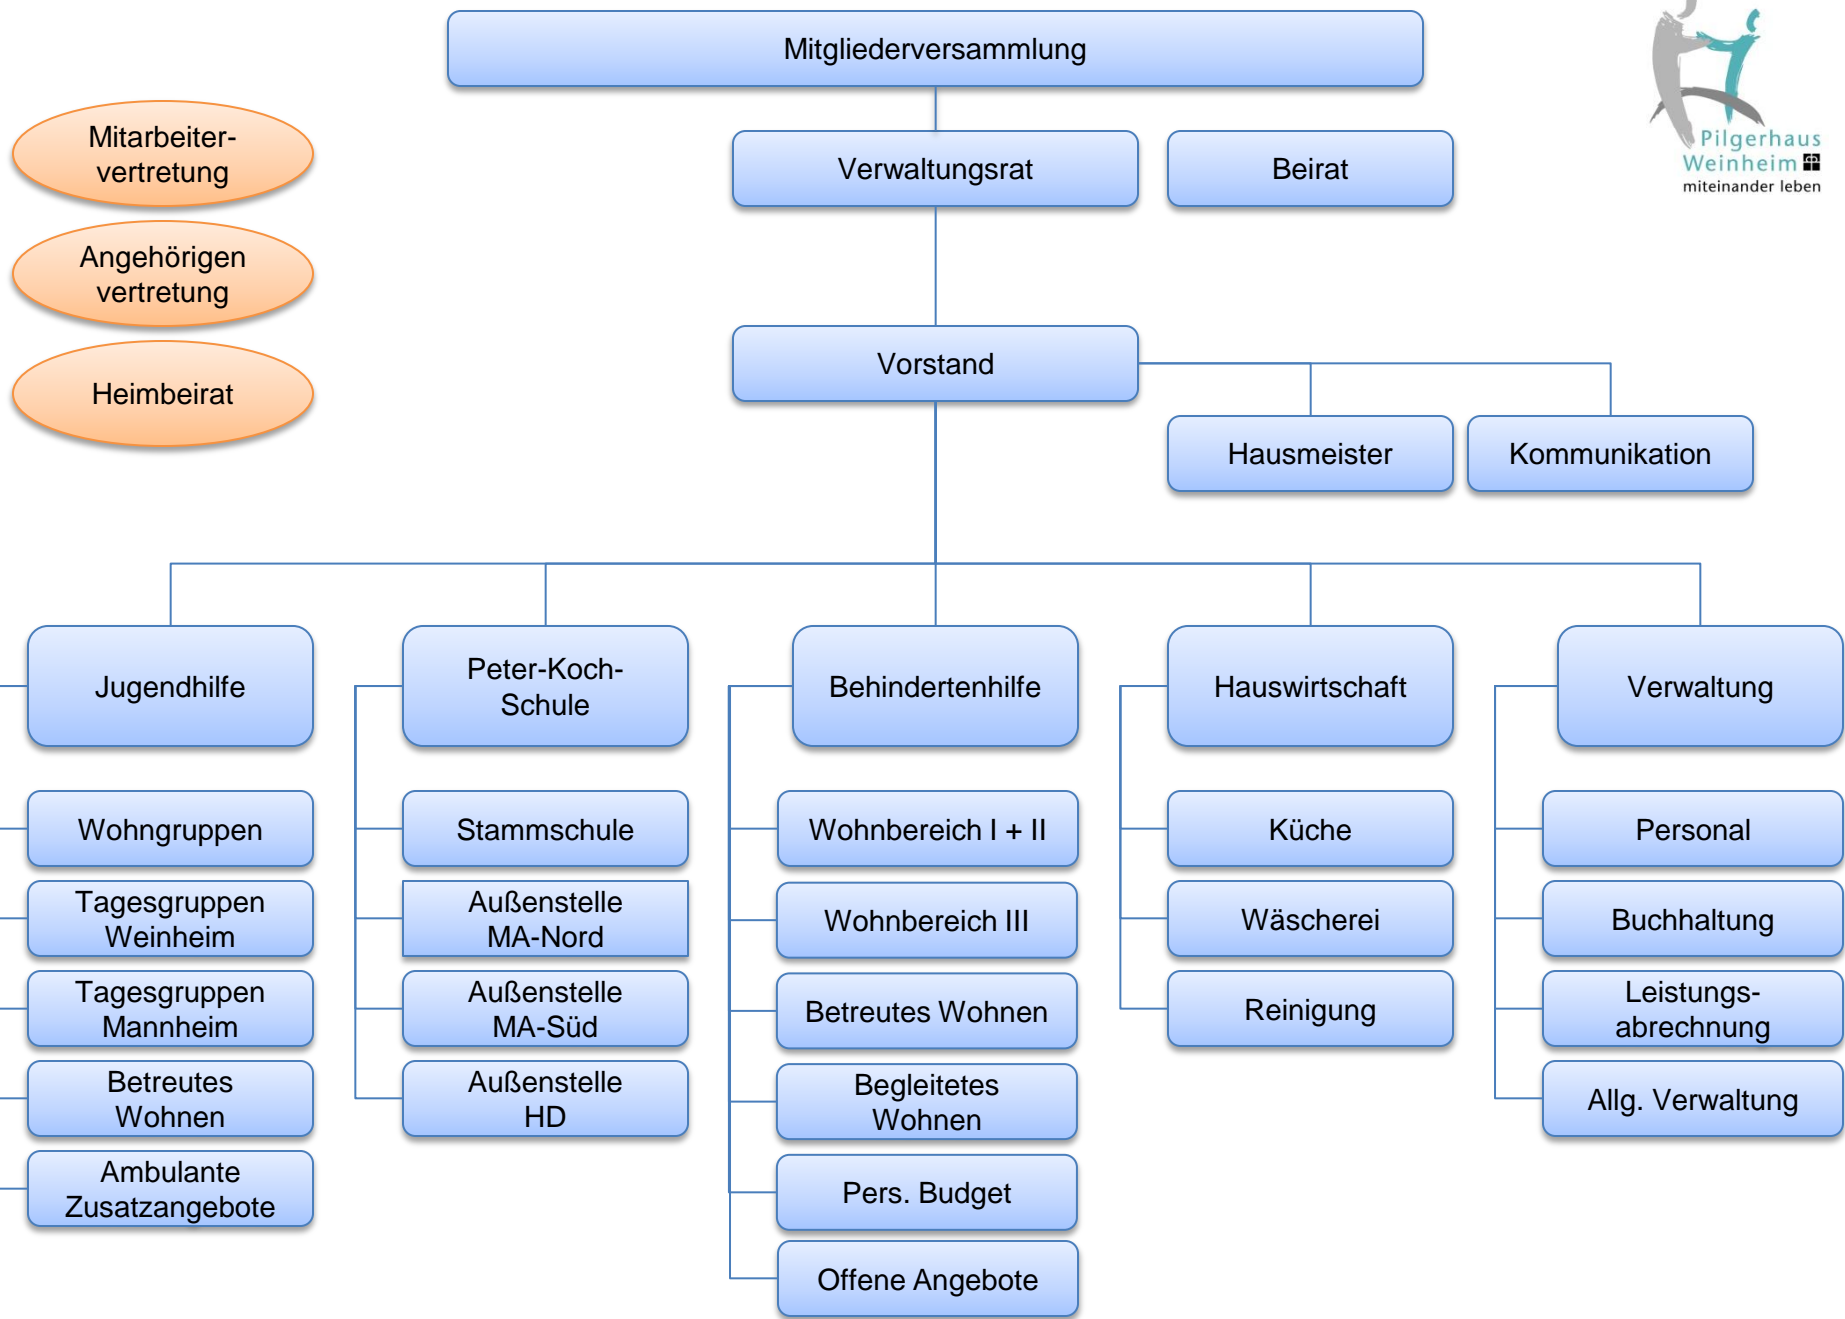 Mitgliederversammlung
Pilgerhaus
Weinheim
miteinander leben
Mitarbeiter-
vertretung
Verwaltungsrat
Beirat
Angehörigen
vertretung
Vorstand
Heimbeirat
Hausmeister
Kommunikation
Jugendhilfe
Wohngruppen
Tagesgruppen
Weinheim
Tagesgruppen
Mannheim
Betreutes
Wohnen
Ambulante
Zusatzangebote
Peter-Koch-
Schule
Stammschule
Außenstelle
MA-Nord
Außenstelle
MA-Süd
Außenstelle
HD
Behindertenhilfe
Wohnbereich I + II
Wohnbereich III
Betreutes Wohnen
Begleitetes
Wohnen
Pers. Budget
Offene Angebote
Hauswirtschaft
Küche
Wäscherei
Reinigung
Verwaltung
Personal
Buchhaltung
Leistungs-
abrechnung
Allg. Verwaltung